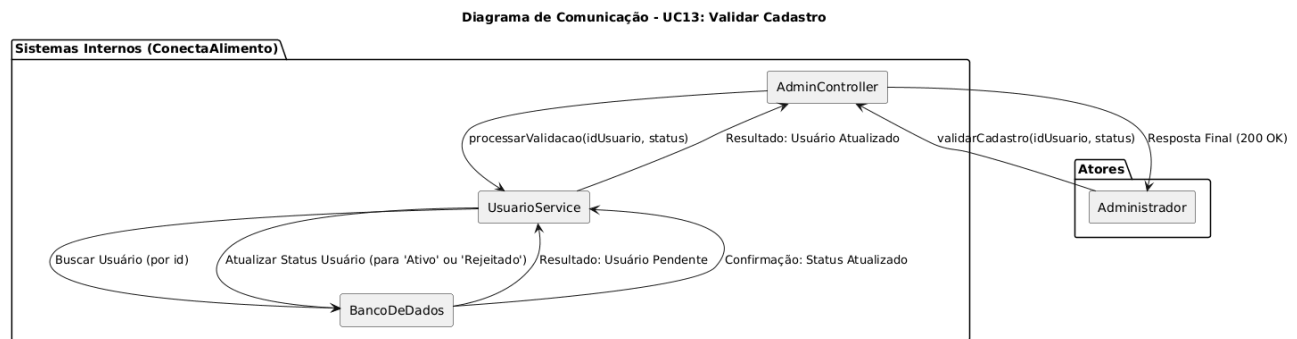 Diagrama de Comunicação - UC13: Validar Cadastro
Sistemas Internos (ConectaAlimento)
AdminController
processarValidacao(idUsuario, status)
Resultado: Usuário Atualizado
validarCadastro(idUsuario, status)
Resposta Final (200 OK)
Atores
Administrador
UsuarioService
Buscar Usuário (por id)
Atualizar Status Usuário (para 'Ativo' ou 'Rejeitado')
Resultado: Usuário Pendente
Confirmação: Status Atualizado
BancoDeDados